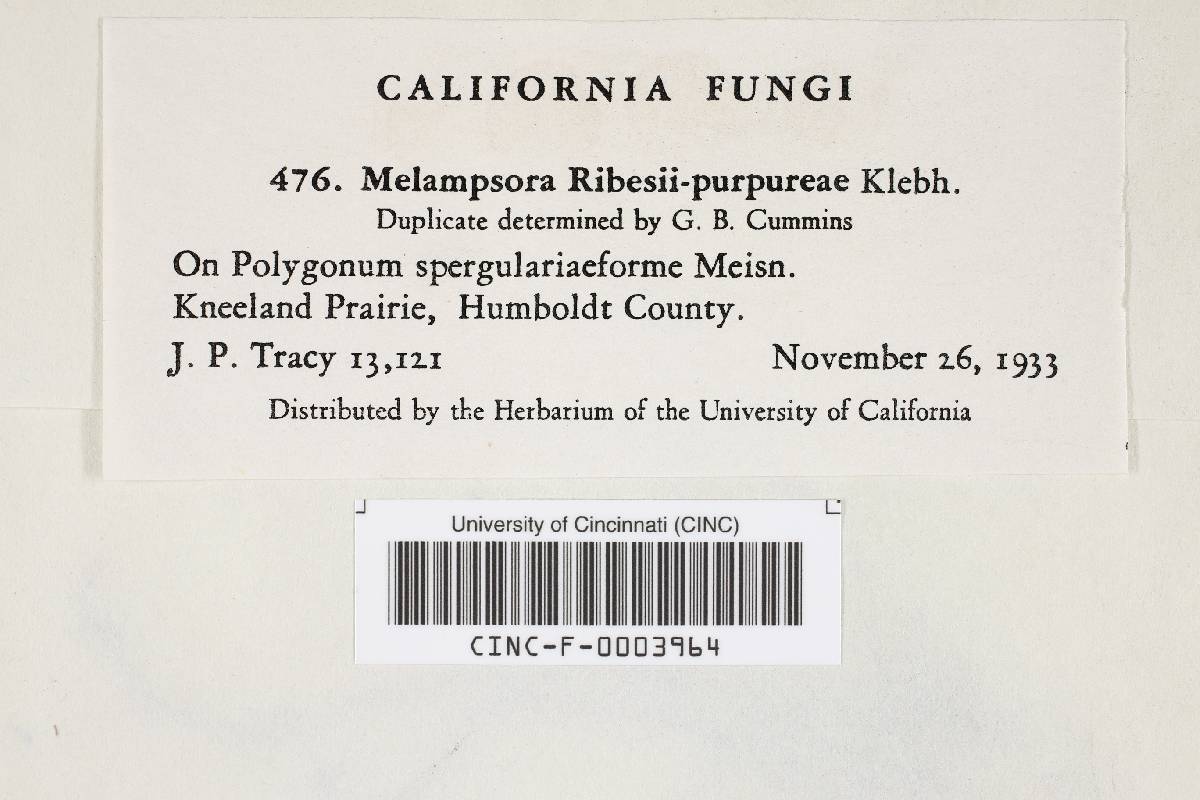 CALIFORNIA FUNGI
476. Melampsora Ribesii-purpureae Klebh.
Duplicate determined by G. B. Cummins
On Polygonum spergulariaeforme Meisn.
Kneeland Prairie, Humboldt County.
J. P. Tracy 13,121 November 26, 1933
Distributed by the Herbarium of the University of California
University of Cincinnati (CINC)
CINC-F-0003964